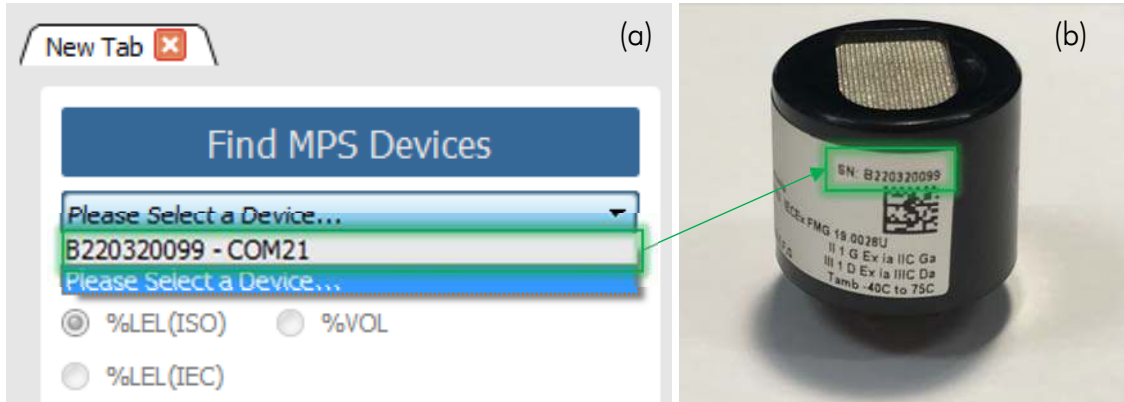 New Tab
(a)
Find MPS Devices
Please Select a Device...
B220320099 - COM21
Please Select a Device...
%LEL(ISO) %VOL
%LEL(IEC)
(b)
SN: B220320099
IECEx FMG 19.0028U
II 1 G Ex ia IIC Ga
III 1 D Ex ia IIIC Da
Tamb -40C to 75C